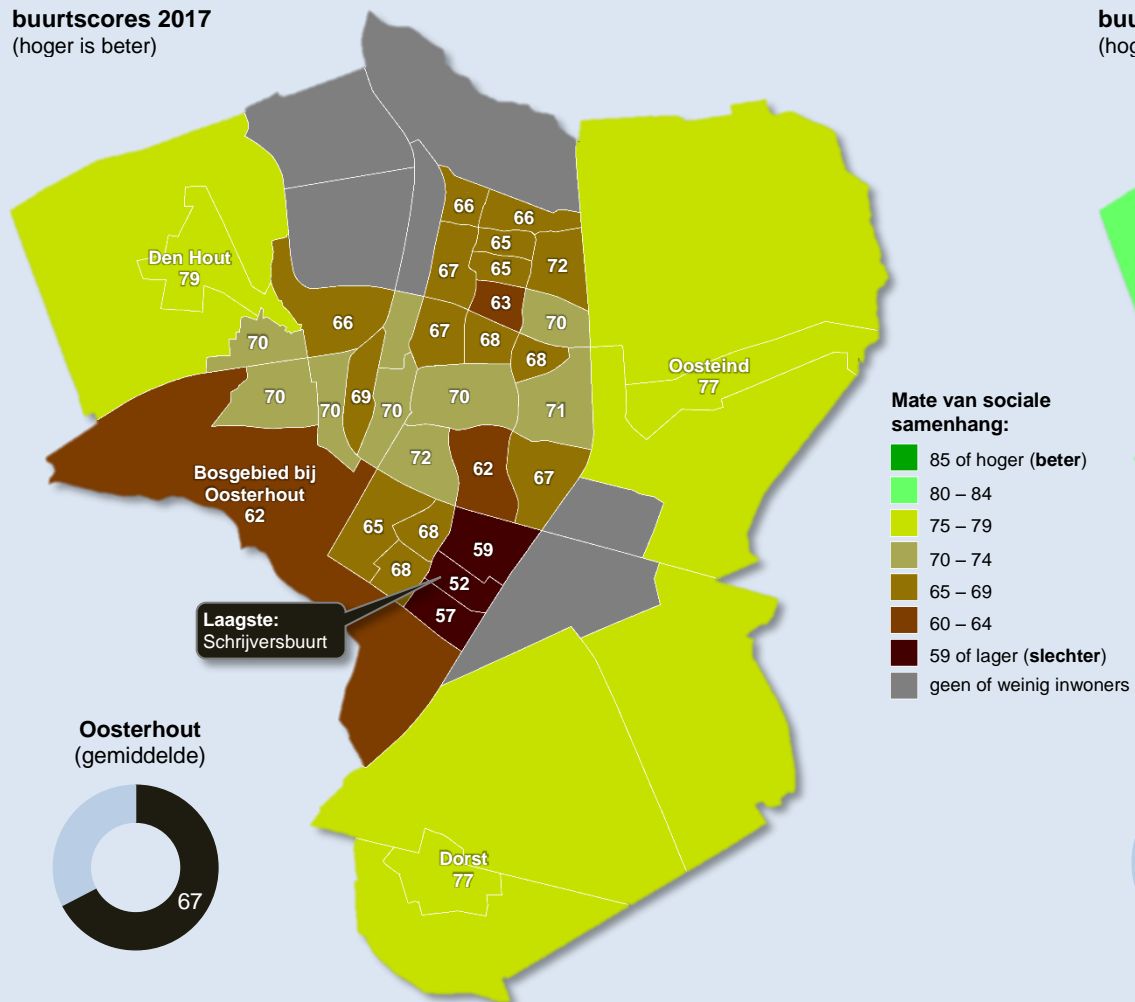 buurtscores 2017
(hoger is beter)
buu
(hog
66
66
65
67
65
72
Den Hout
79
63
66
67
68
70
70
68
Oosteind
77
70
70
69
70
70
71
72
62
67
Bosgebied bij
Oosterhout
62
65
68
59
68
52
57
Laagste:
Schrijversbuurt
Mate van sociale
samenhang:
85 of hoger (beter)
80 – 84
75 – 79
70 – 74
65 – 69
60 – 64
59 of lager (slechter)
geen of weinig inwoners
Oosterhout
(gemiddelde)
67
Dorst
77